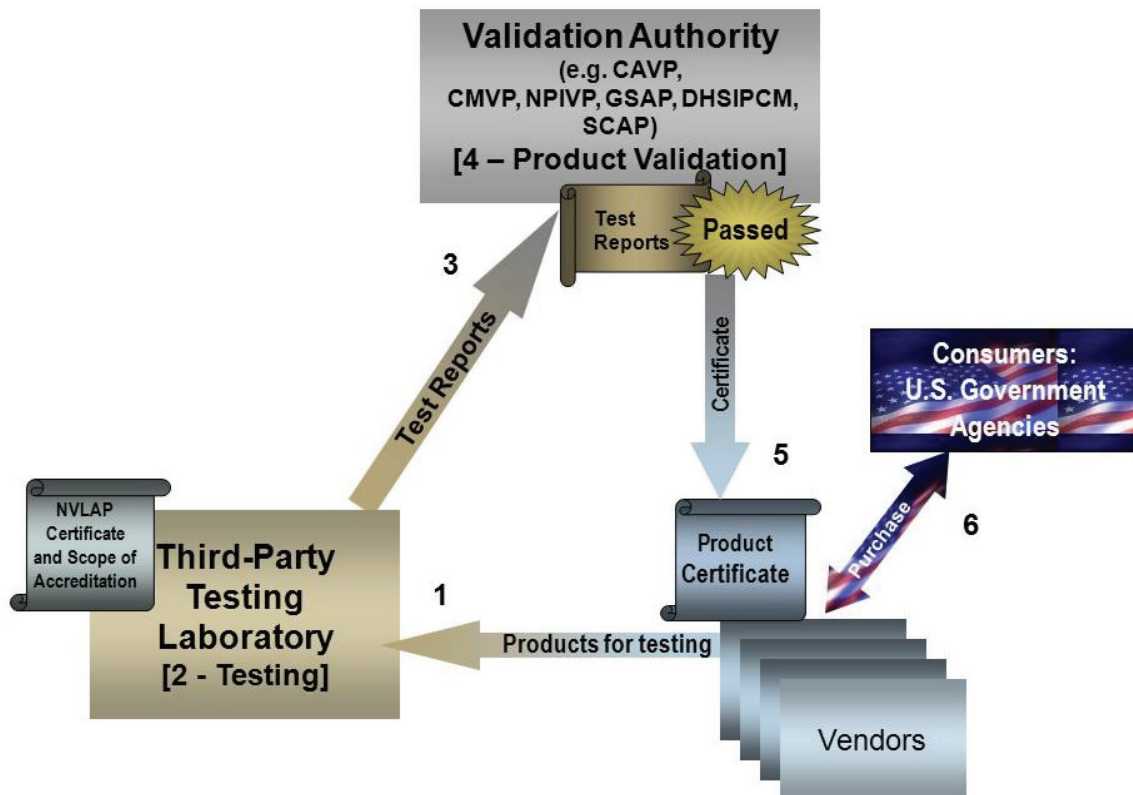 Validation Authority
(e.g. CAVP,
CMVP, NPIVP, GSAP, DHSIPCM,
SCAP)
[4 – Product Validation]
Test
Reports
Passed
3
Test Reports
Certificate
Consumers:
U.S. Government
Agencies
5
6
Purchase
NVLAP
Certificate
and Scope of
Accreditation
Third-Party
Testing
Laboratory
[2 - Testing]
1
Products for testing
Product
Certificate
Vendors